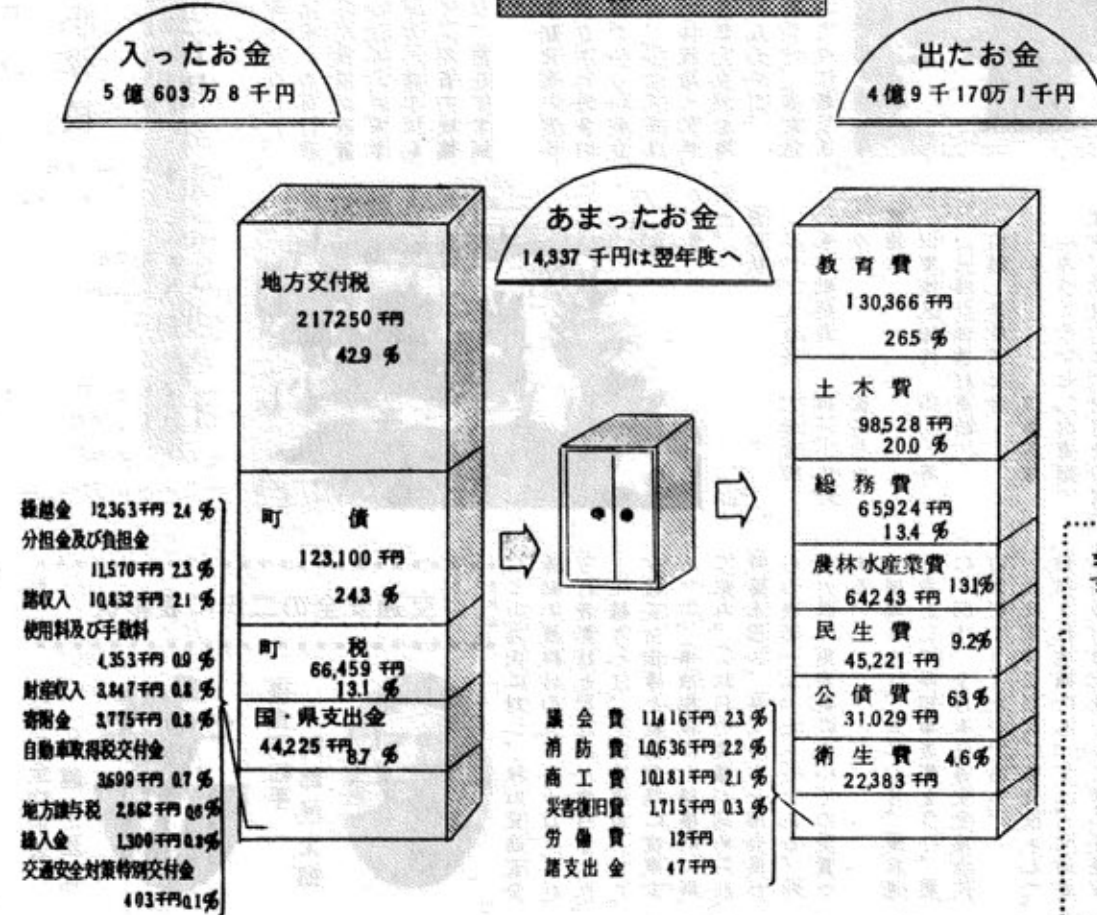 入ったお金
5億603万8千円
出たお金
4億9千170万1千円
あまったお金
14,337千円は翌年度へ
地方交付税
217,250千円
42.9%
町債
123,100千円
24.3%
町税
66,459千円
13.1%
国・県支出金
44,225千円
8.7%
繰越金 12,363千円 2.4%
分担金及び負担金
11,570千円 2.3%
諸収入 10,832千円 2.1%
使用料及び手数料
4,353千円 0.9%
財産収入 3,847千円 0.8%
寄附金 3,775千円 0.8%
自動車取得税交付金
3,699千円 0.7%
地方譲与税 2,862千円
繰入金 1,300千円
交通安全対策特別交付金
403千円 0.1%
教育費
130,366千円
26.5%
土木費
98,528千円
20.0%
総務費
65,924千円
13.4%
農林水産業費
64,243千円 13.1%
民生費 9.2%
45,221千円
公債費 6.3%
31,029千円
衛生費 4.6%
22,383千円
議会費 11,416千円 2.3%
消防費 10,636千円 2.2%
商工費 10,181千円 2.1%
災害復旧費 1,715千円 0.3%
労働費 12千円
諸支出金 47千円